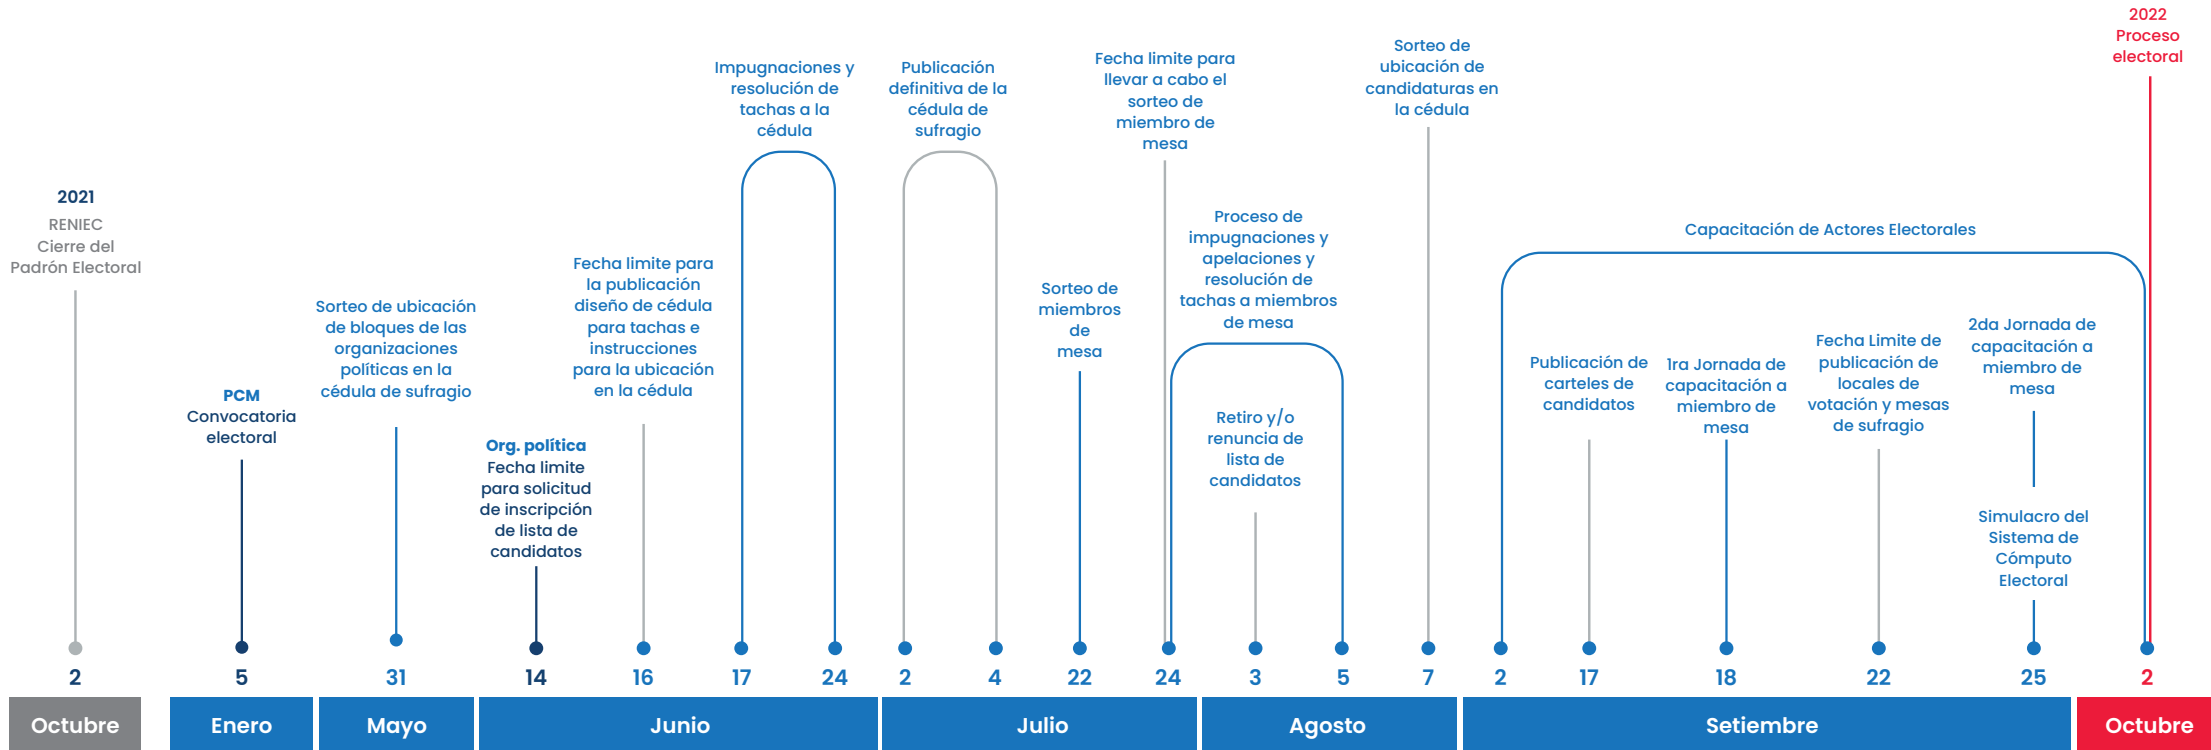 2021
RENIEC
Cierre del
Padrón Electoral
PCM
Convocatoria
electoral
Sorteo de ubicación
de bloques de las
organizaciones
políticas en la
cédula de sufragio
Org. política
Fecha limite
para solicitud
de inscripción
de lista de
candidatos
Fecha limite para
la publicación
diseño de cédula
para tachas e
instrucciones
para la ubicación
en la cédula
Impugnaciones y
resolución de
tachas a la
cédula
Publicación
definitiva de la
cédula de
sufragio
Sorteo de
miembros
de
mesa
Fecha limite para
llevar a cabo el
sorteo de
miembro de
mesa
Proceso de
impugnaciones y
apelaciones y
resolución de
tachas a miembros
de mesa
Retiro y/o
renuncia de
lista de
candidatos
Sorteo de
ubicación de
candidaturas en
la cédula
Capacitación de Actores Electorales
Publicación de
carteles de
candidatos
1ra Jornada de
capacitación a
miembro de
mesa
Fecha Limite de
publicación de
locales de
votación y mesas
de sufragio
2da Jornada de
capacitación a
miembro de
mesa
Simulacro del
Sistema de
Cómputo
Electoral
2022
Proceso
electoral
2 5 31 14 16 17 24 2 4 22 24 3 5 7 2 17 18 22 25 2
Octubre Enero Mayo Junio Julio Agosto Setiembre Octubre